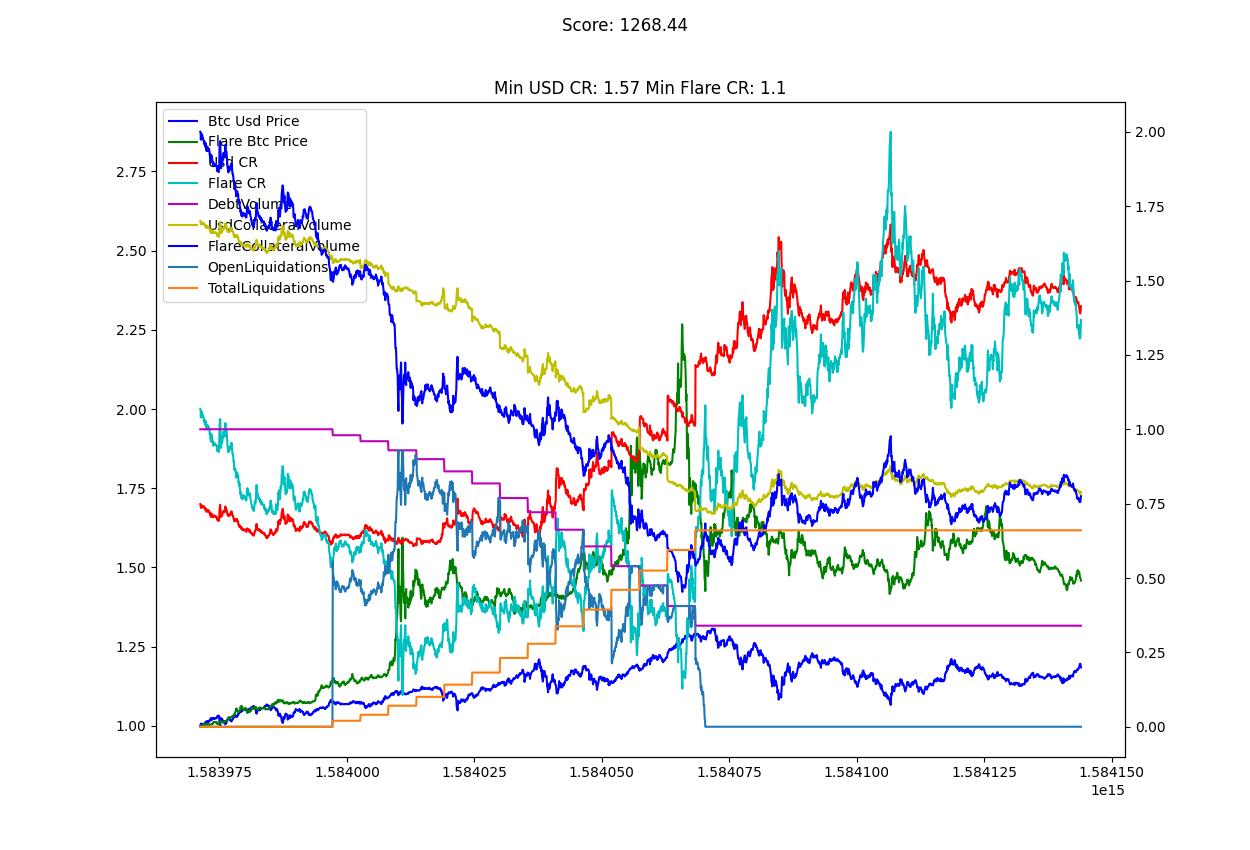 Score: 1268.44
Min USD CR: 1.57 Min Flare CR: 1.1
Btc Usd Price
Flare Btc Price
Usd CR
Flare CR
DebtVolume
UsdCollateralVolume
FlareCollateralVolume
OpenLiquidations
TotalLiquidations
2.75
2.50
2.25
2.00
1.75
1.50
1.25
1.00
2.00
1.75
1.50
1.25
1.00
0.75
0.50
0.25
0.00
1.583975
1.584000
1.584025
1.584050
1.584075
1.584100
1.584125
1.584150
1e15